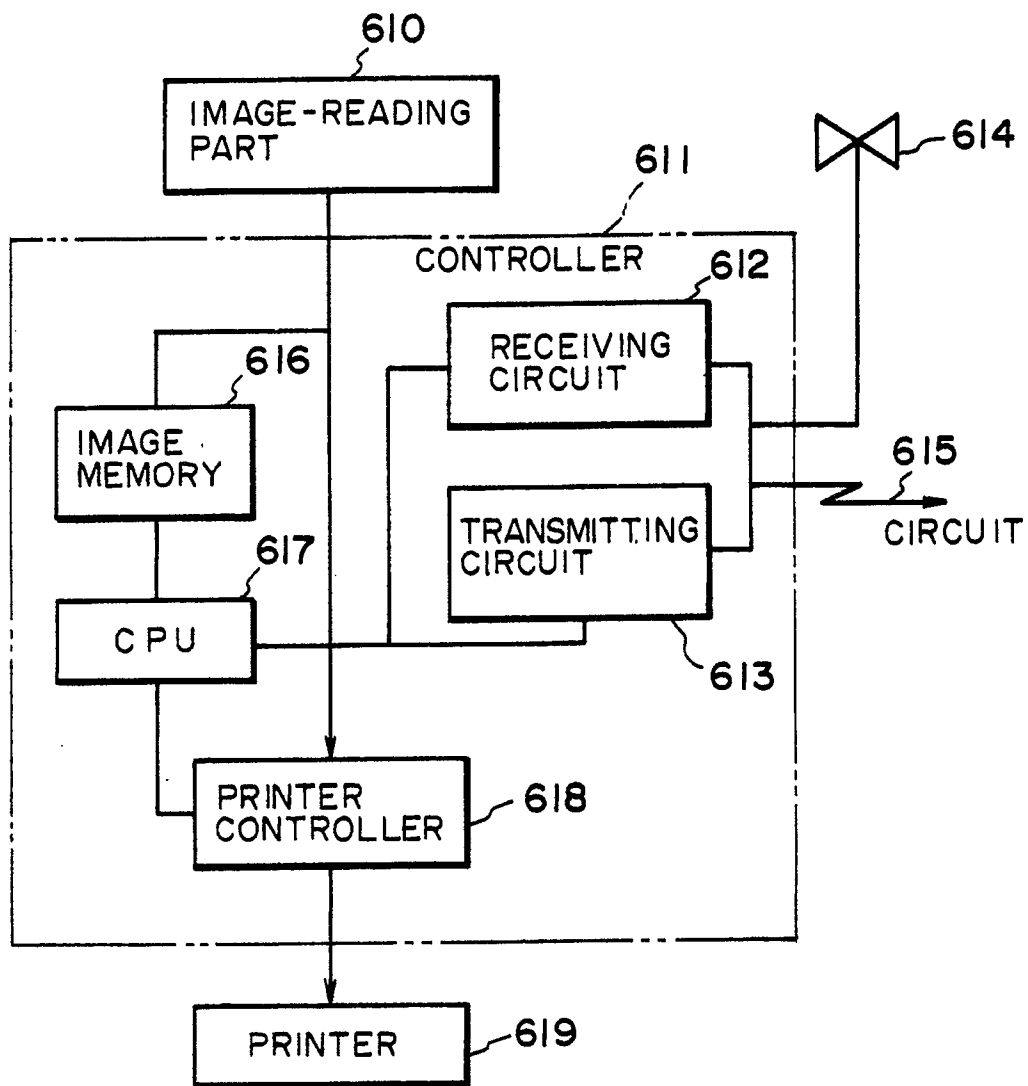 610
IMAGE-READING
PART
614
611
CONTROLLER
612
RECEIVING
CIRCUIT
616
IMAGE
MEMORY
615
CIRCUIT
TRANSMITTING
CIRCUIT
617
CPU
613
PRINTER
CONTROLLER
618
PRINTER
619